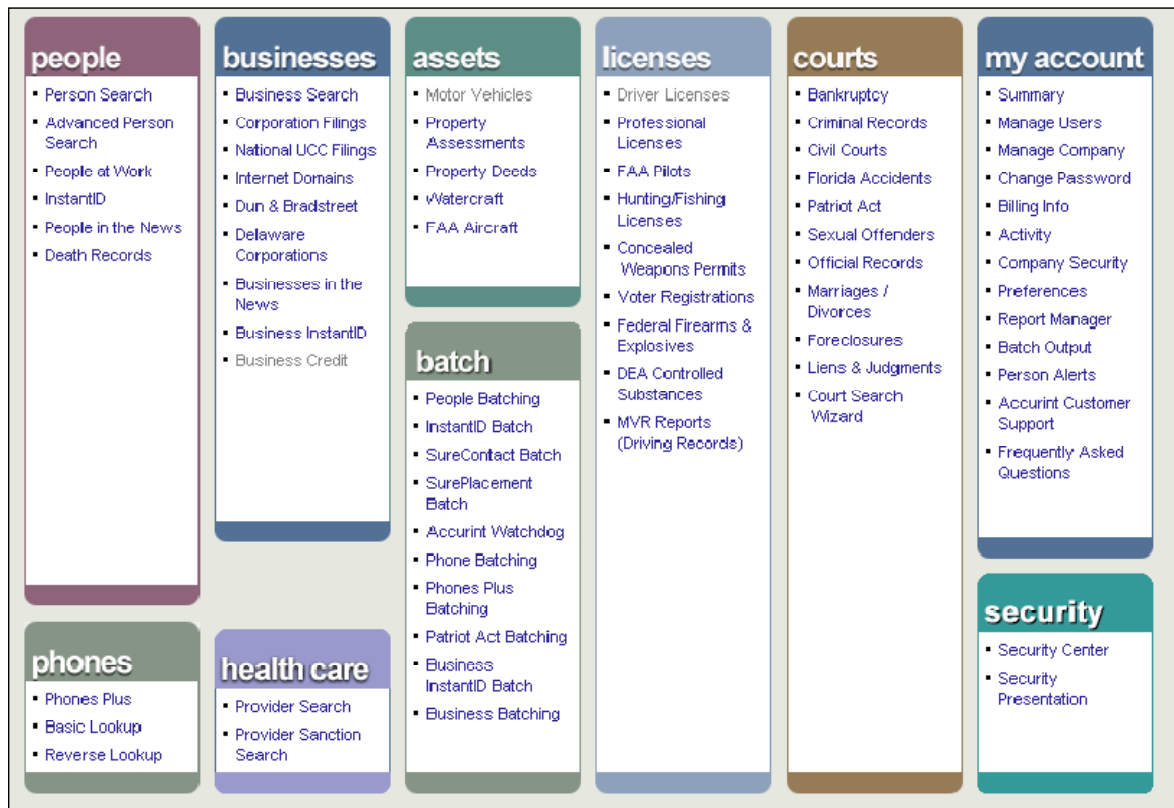 people
Person Search
Advanced Person
Search
People at Work
InstantID
People in the News
Death Records
phones
Phones Plus
Basic Lookup
Reverse Lookup
businesses
Business Search
Corporation Filings
National UCC Filings
Internet Domains
Dun & Bradstreet
Delaware
Corporations
Businesses in the
News
Business InstantID
Business Credit
health care
Provider Search
Provider Sanction
Search
assets
Motor Vehicles
Property
Assessments
Property Deeds
Watercraft
FAA Aircraft
batch
People Batching
InstantID Batch
SureContact Batch
SurePlacement
Batch
Accurint Watchdog
Phone Batching
Phones Plus
Batching
Patriot Act Batching
Business
InstantID Batch
Business Batching
licenses
Driver Licenses
Professional
Licenses
FAA Pilots
Hunting/Fishing
Licenses
Concealed
Weapons Permits
Voter Registrations
Federal Firearms &
Explosives
DEA Controlled
Substances
MVR Reports
(Driving Records)
courts
Bankruptcy
Criminal Records
Civil Courts
Florida Accidents
Patriot Act
Sexual Offenders
Official Records
Marriages /
Divorces
Foreclosures
Liens & Judgments
Court Search
Wizard
my account
Summary
Manage Users
Manage Company
Change Password
Billing Info
Activity
Company Security
Preferences
Report Manager
Batch Output
Person Alerts
Accurint Customer
Support
Frequently Asked
Questions
security
Security Center
Security
Presentation